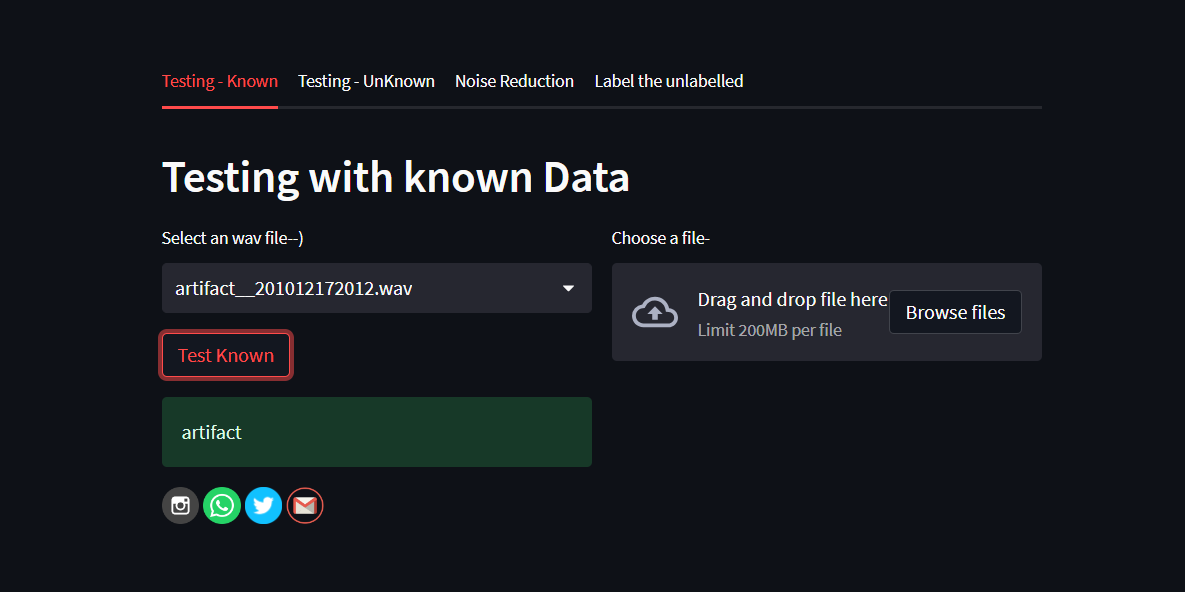 Testing - Known
Testing - UnKnown
Noise Reduction
Label the unlabelled
Testing with known Data
Select an wav file--)
artifact__201012172012.wav
Test Known
artifact
Choose a file-
Drag and drop file here
Limit 200MB per file
Browse files